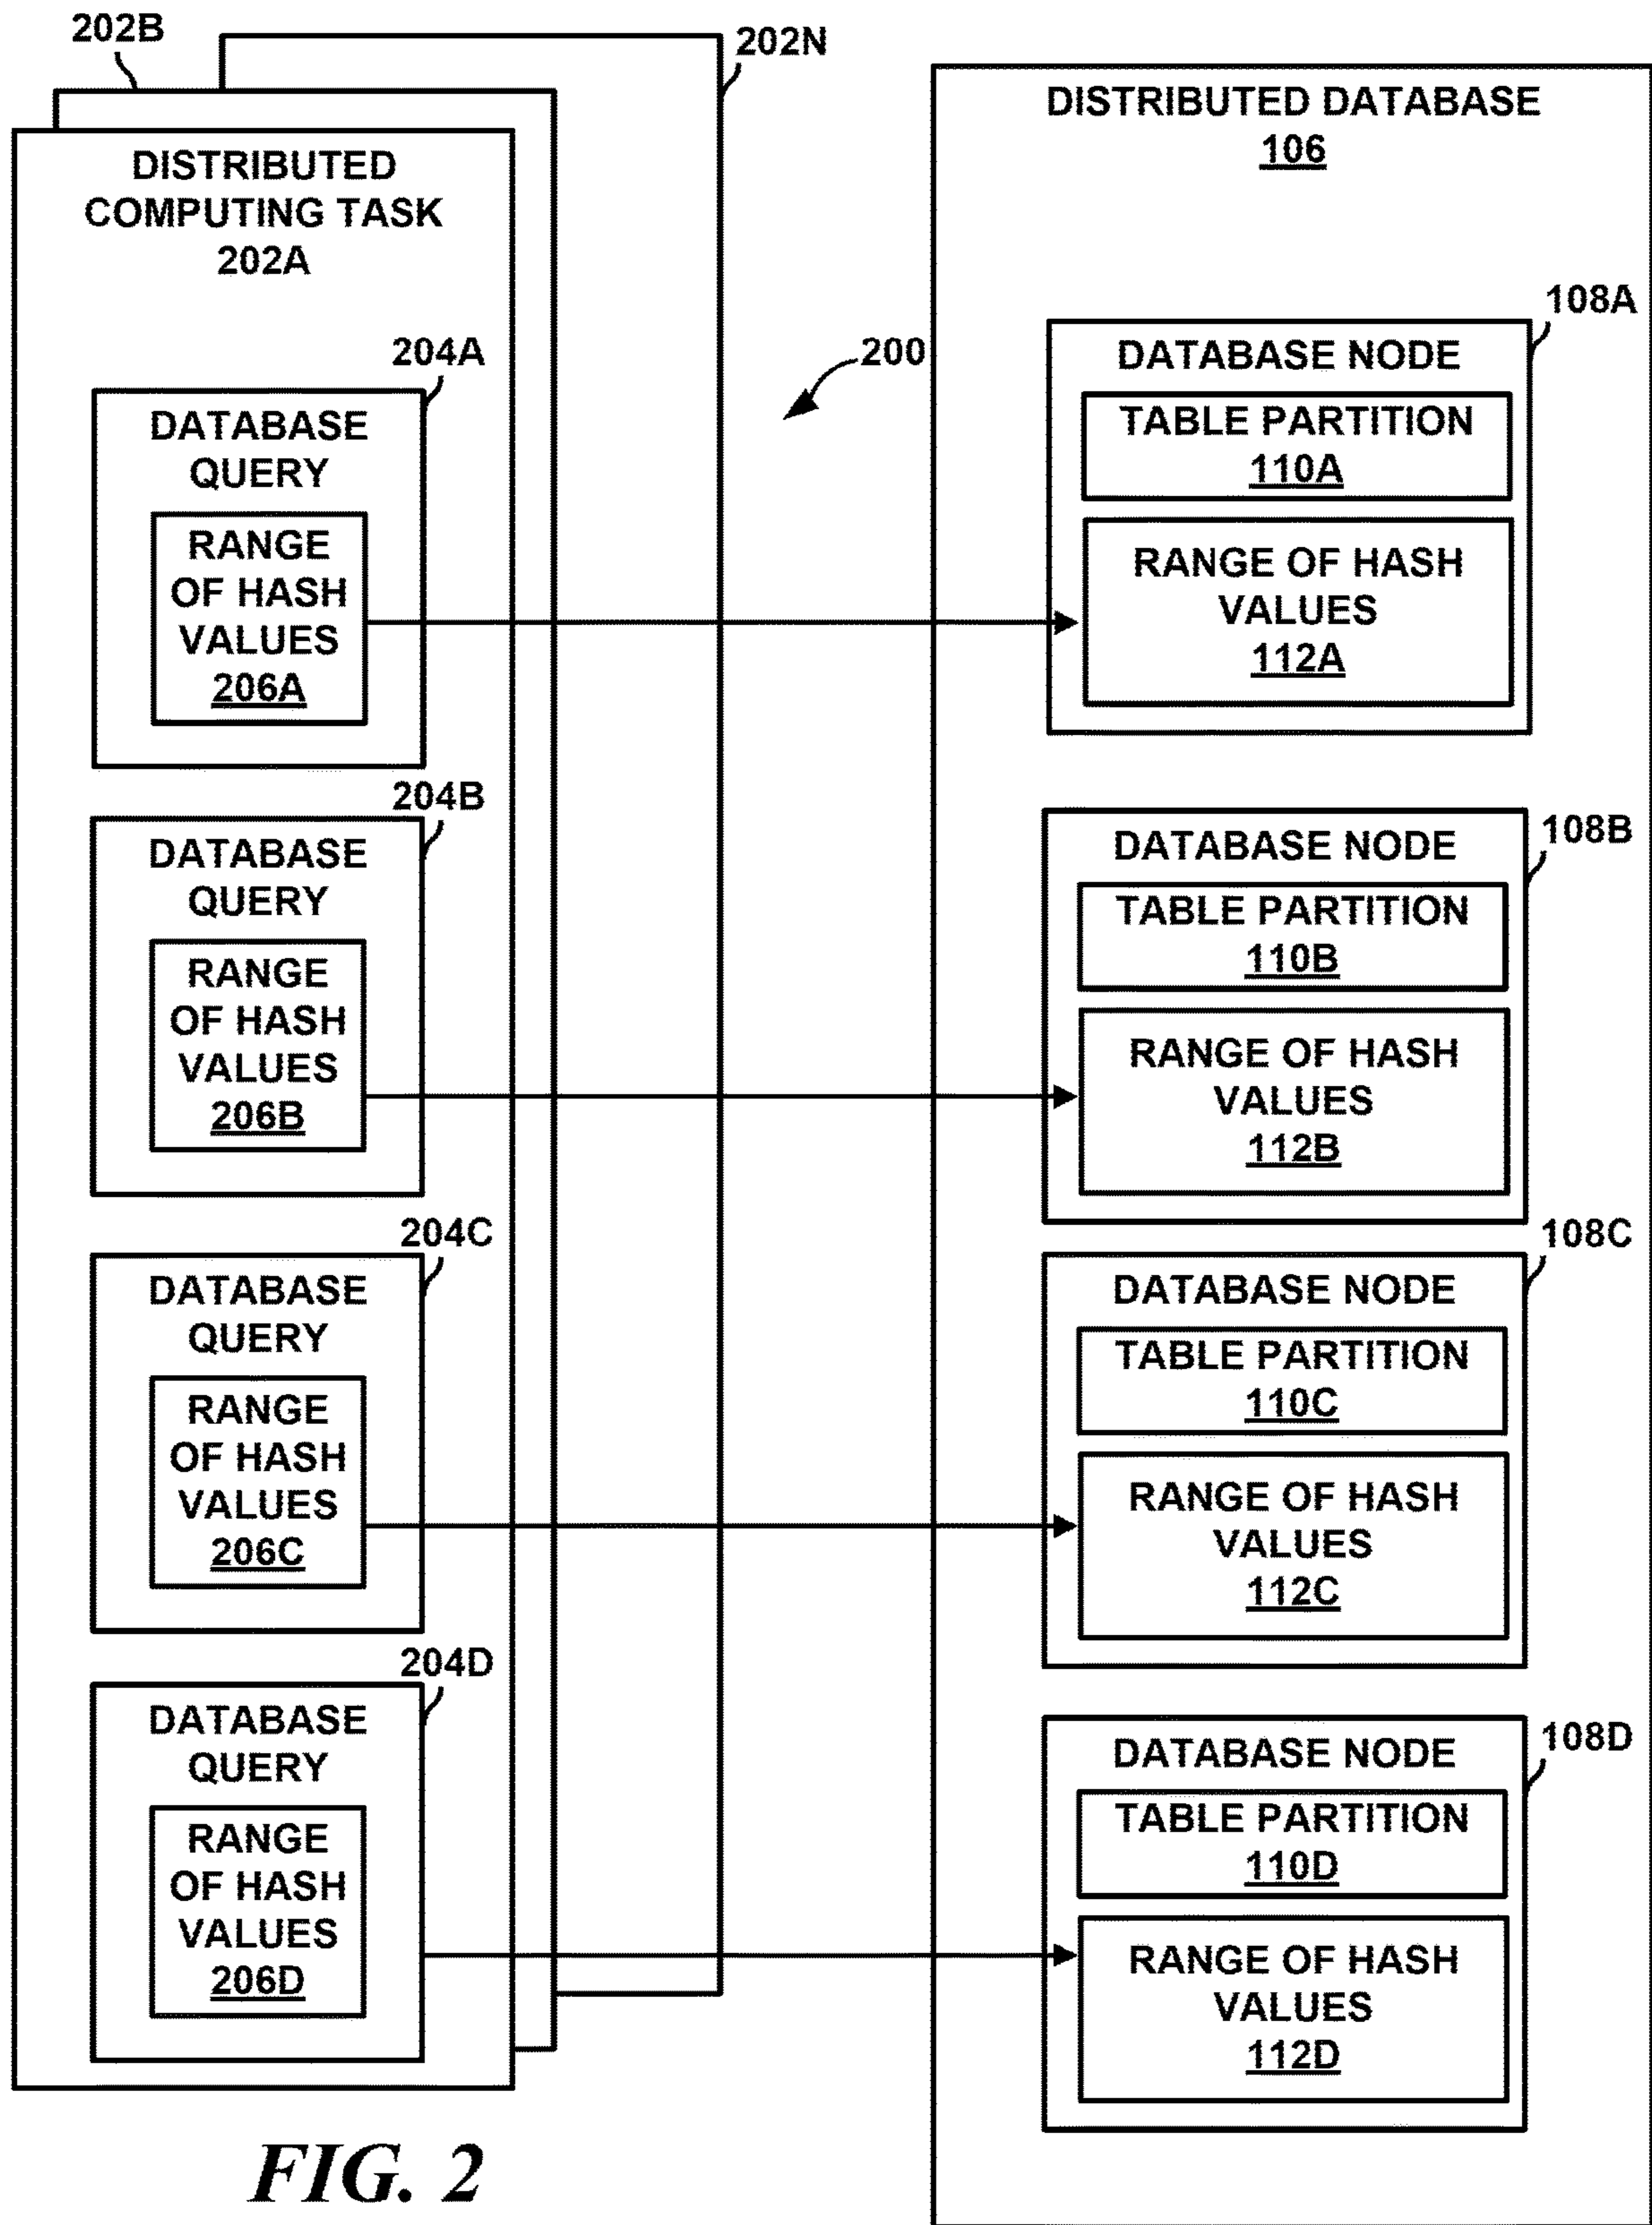 202B
202N
DISTRIBUTED
COMPUTING TASK
202A
204A
DATABASE
QUERY
RANGE
OF HASH
VALUES
206A
204B
DATABASE
QUERY
RANGE
OF HASH
VALUES
206B
204C
DATABASE
QUERY
RANGE
OF HASH
VALUES
206C
204D
DATABASE
QUERY
RANGE
OF HASH
VALUES
206D
200
DISTRIBUTED DATABASE
106
108A
DATABASE NODE
TABLE PARTITION
110A
RANGE OF HASH
VALUES
112A
108B
DATABASE NODE
TABLE PARTITION
110B
RANGE OF HASH
VALUES
112B
108C
DATABASE NODE
TABLE PARTITION
110C
RANGE OF HASH
VALUES
112C
108D
DATABASE NODE
TABLE PARTITION
110D
RANGE OF HASH
VALUES
112D
FIG. 2